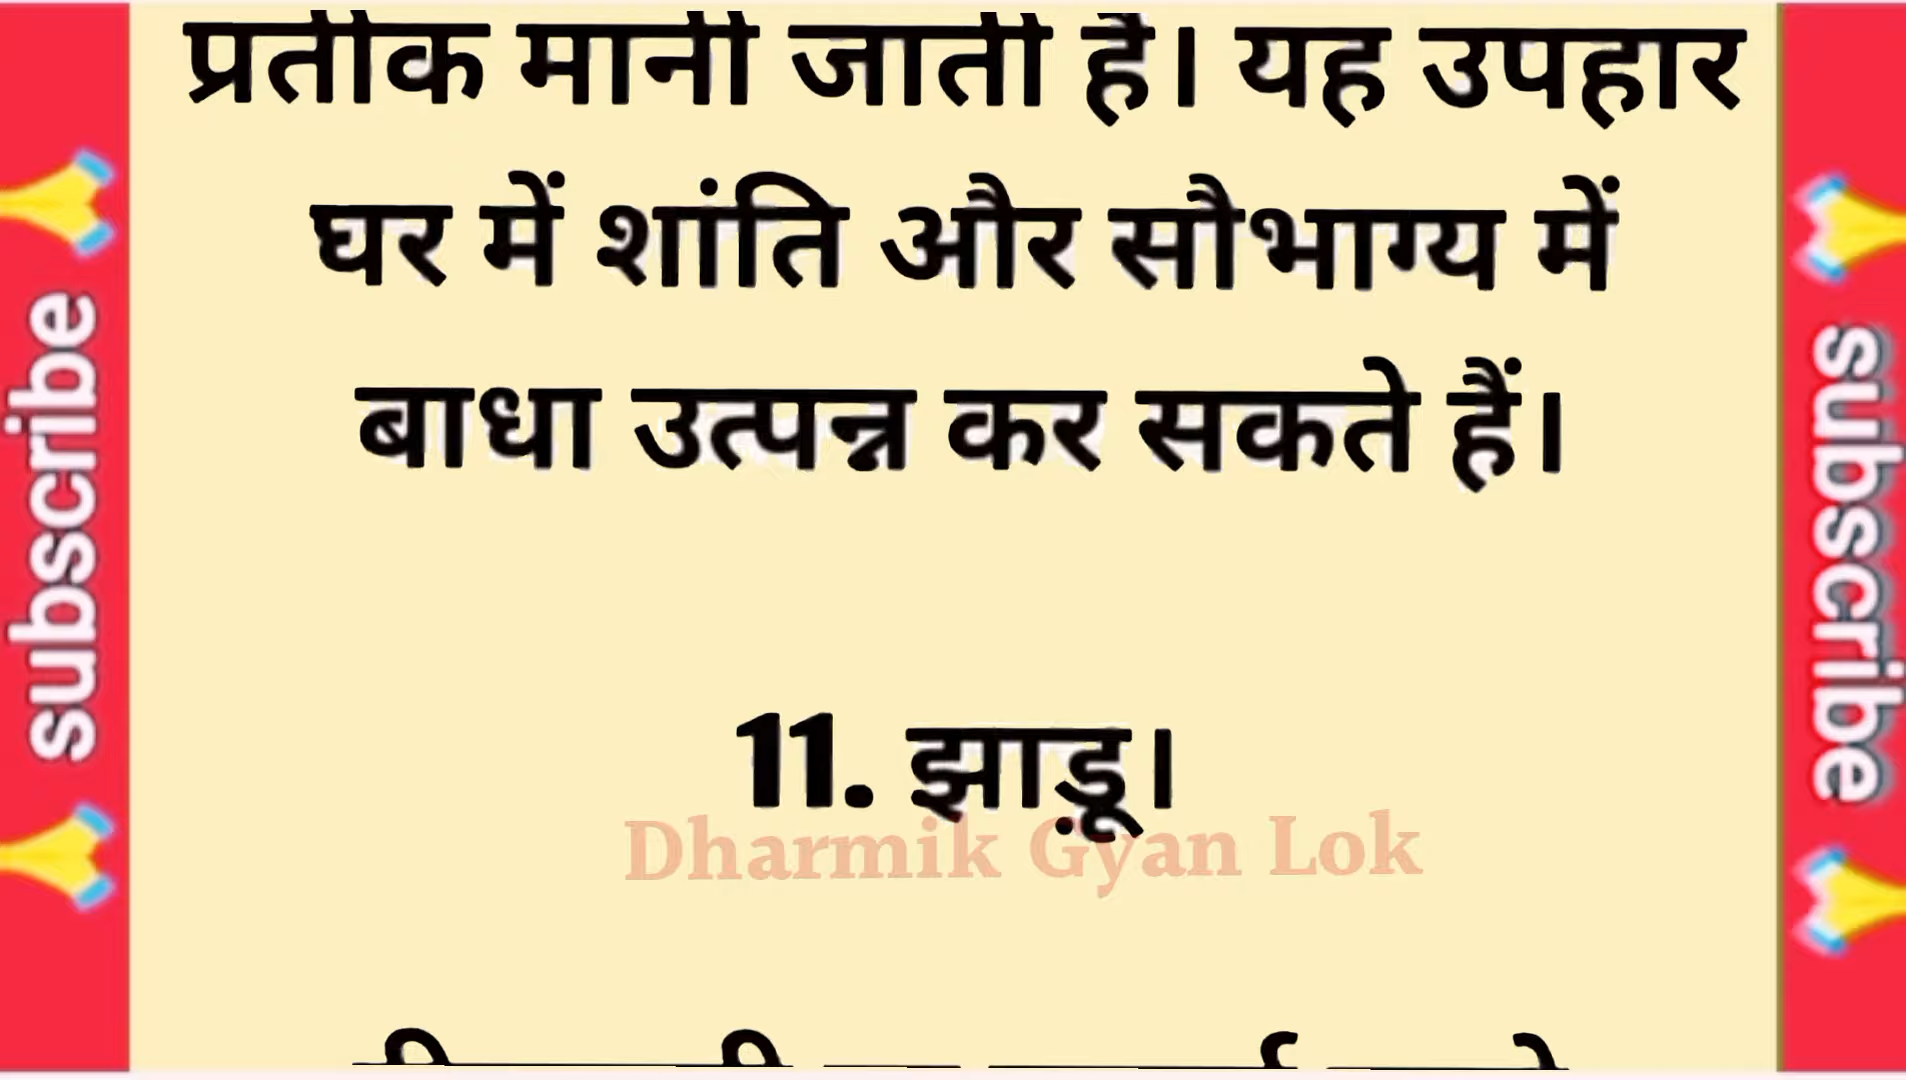 प्रतीक मानी जाती है। यह उपहार
घर में शांति और सौभाग्य में
बाधा उत्पन्न कर सकते हैं।
11. झाड़ू।
Dharmik Gyan Lok
subscribe
subscribe